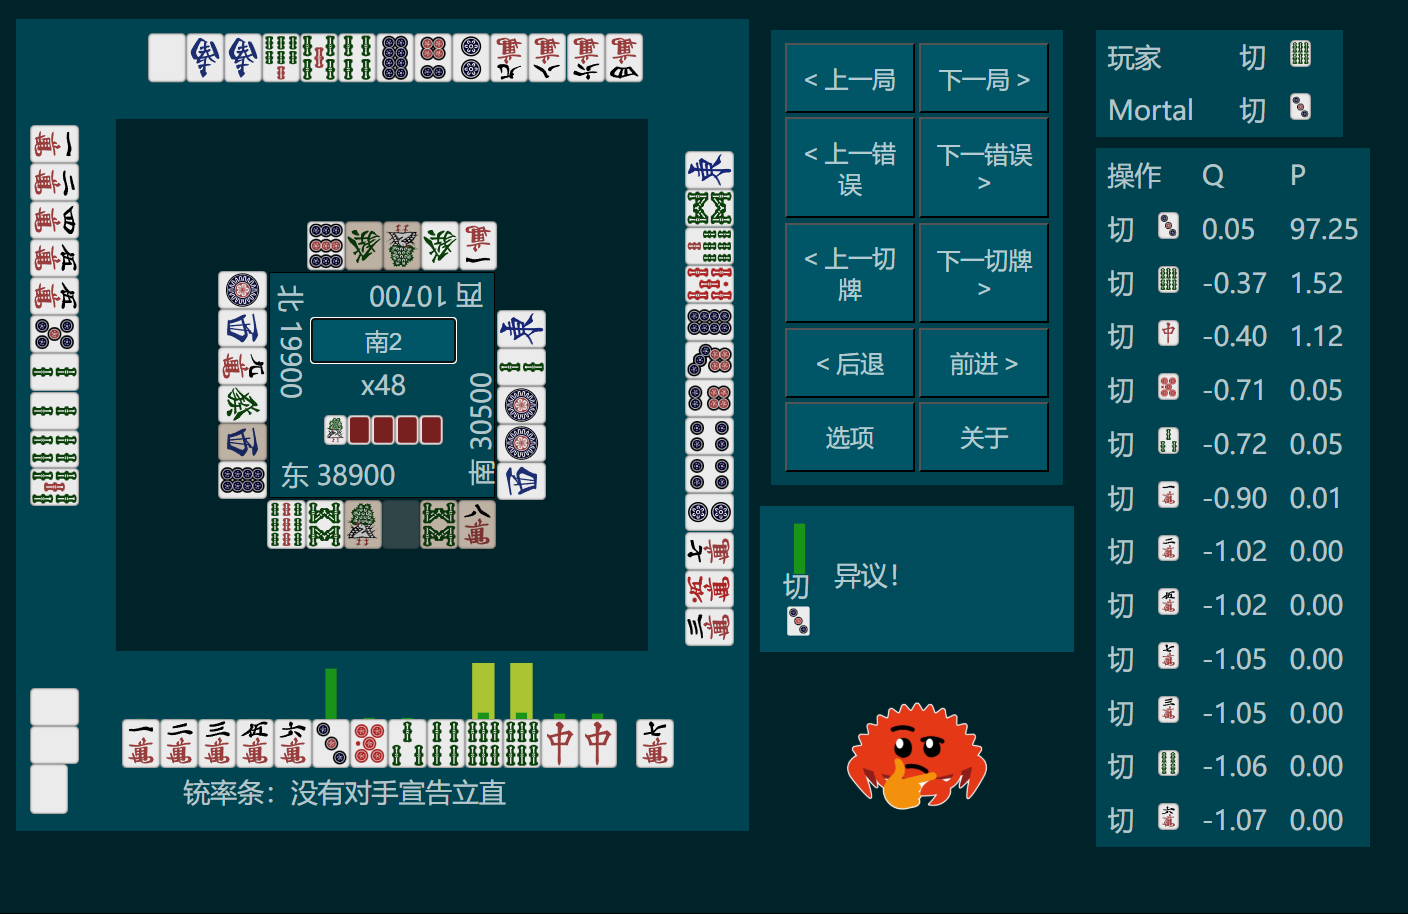 < 上一局
下一局 >
< 上一错误
下一错误 >
< 上一切牌
下一切牌 >
< 后退
前进 >
选项
关于
玩家 切
Mortal 切
操作 Q P
切 0.05 97.25
切 -0.37 1.52
切 -0.40 1.12
切 -0.71 0.05
切 -0.72 0.05
切 -0.90 0.01
切 -1.02 0.00
切 -1.02 0.00
切 -1.05 0.00
切 -1.05 0.00
切 -1.06 0.00
切 -1.07 0.00
西 10700
北 19900
南2
x48
南 30500
东 38900
切
异议!
铳率条：没有对手宣告立直